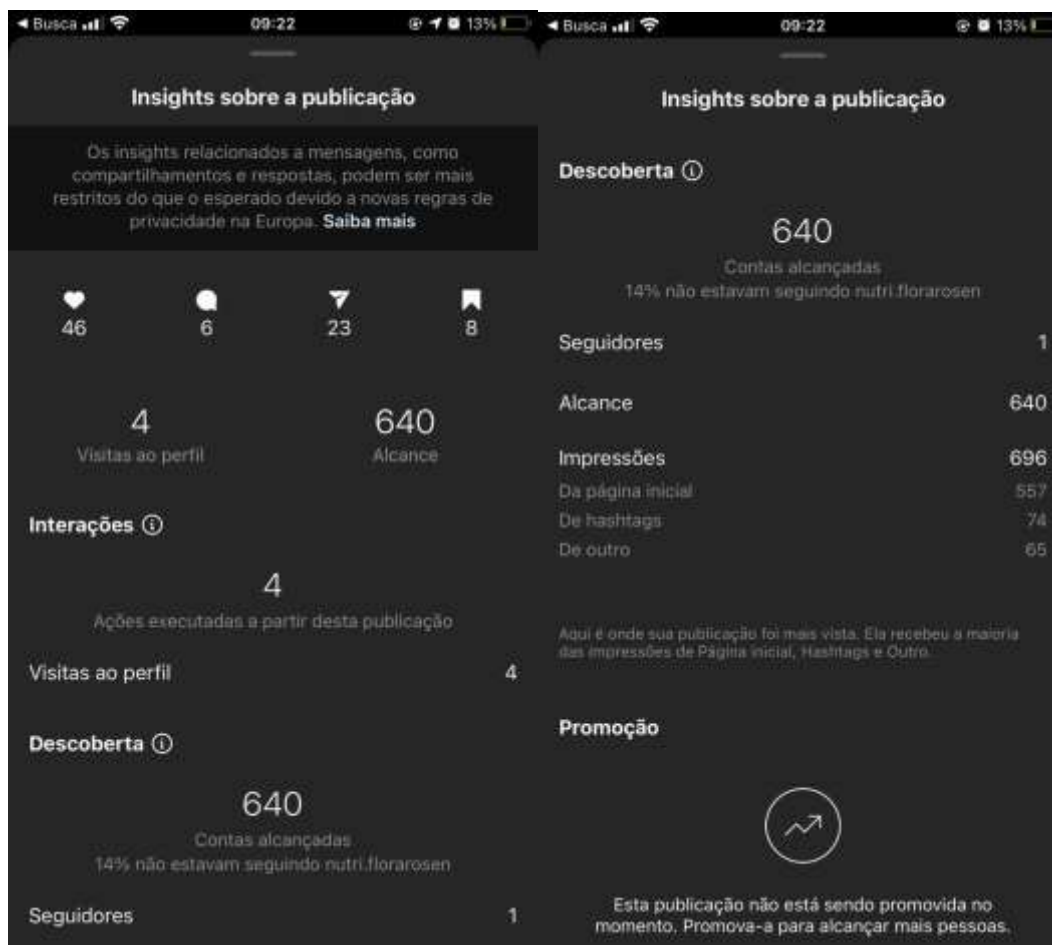 Busca
09:22
13%
Insights sobre a publicação
Os insights relacionados a mensagens, como
compartilhamentos e respostas, podem ser mais
restritos do que o esperado devido a novas regras de
privacidade na Europa. Saiba mais
46
6
23
8
4
640
Visitas ao perfil
Alcance
Interações
4
Ações executadas a partir desta publicação
Visitas ao perfil 4
Descoberta
640
Contas alcançadas
14% não estavam seguindo nutri.florarosen
Seguidores 1
Busca
09:22
13%
Insights sobre a publicação
Descoberta
640
Contas alcançadas
14% não estavam seguindo nutri.florarosen
Seguidores 1
Alcance 640
Impressões 696
Da página inicial 557
De hashtags 74
De outro 65
Aqui é onde sua publicação foi mais vista. Ela recebeu a maioria
das impressões de Página inicial, Hashtags e Outro.
Promoção
Esta publicação não está sendo promovida no
momento. Promova-a para alcançar mais pessoas.